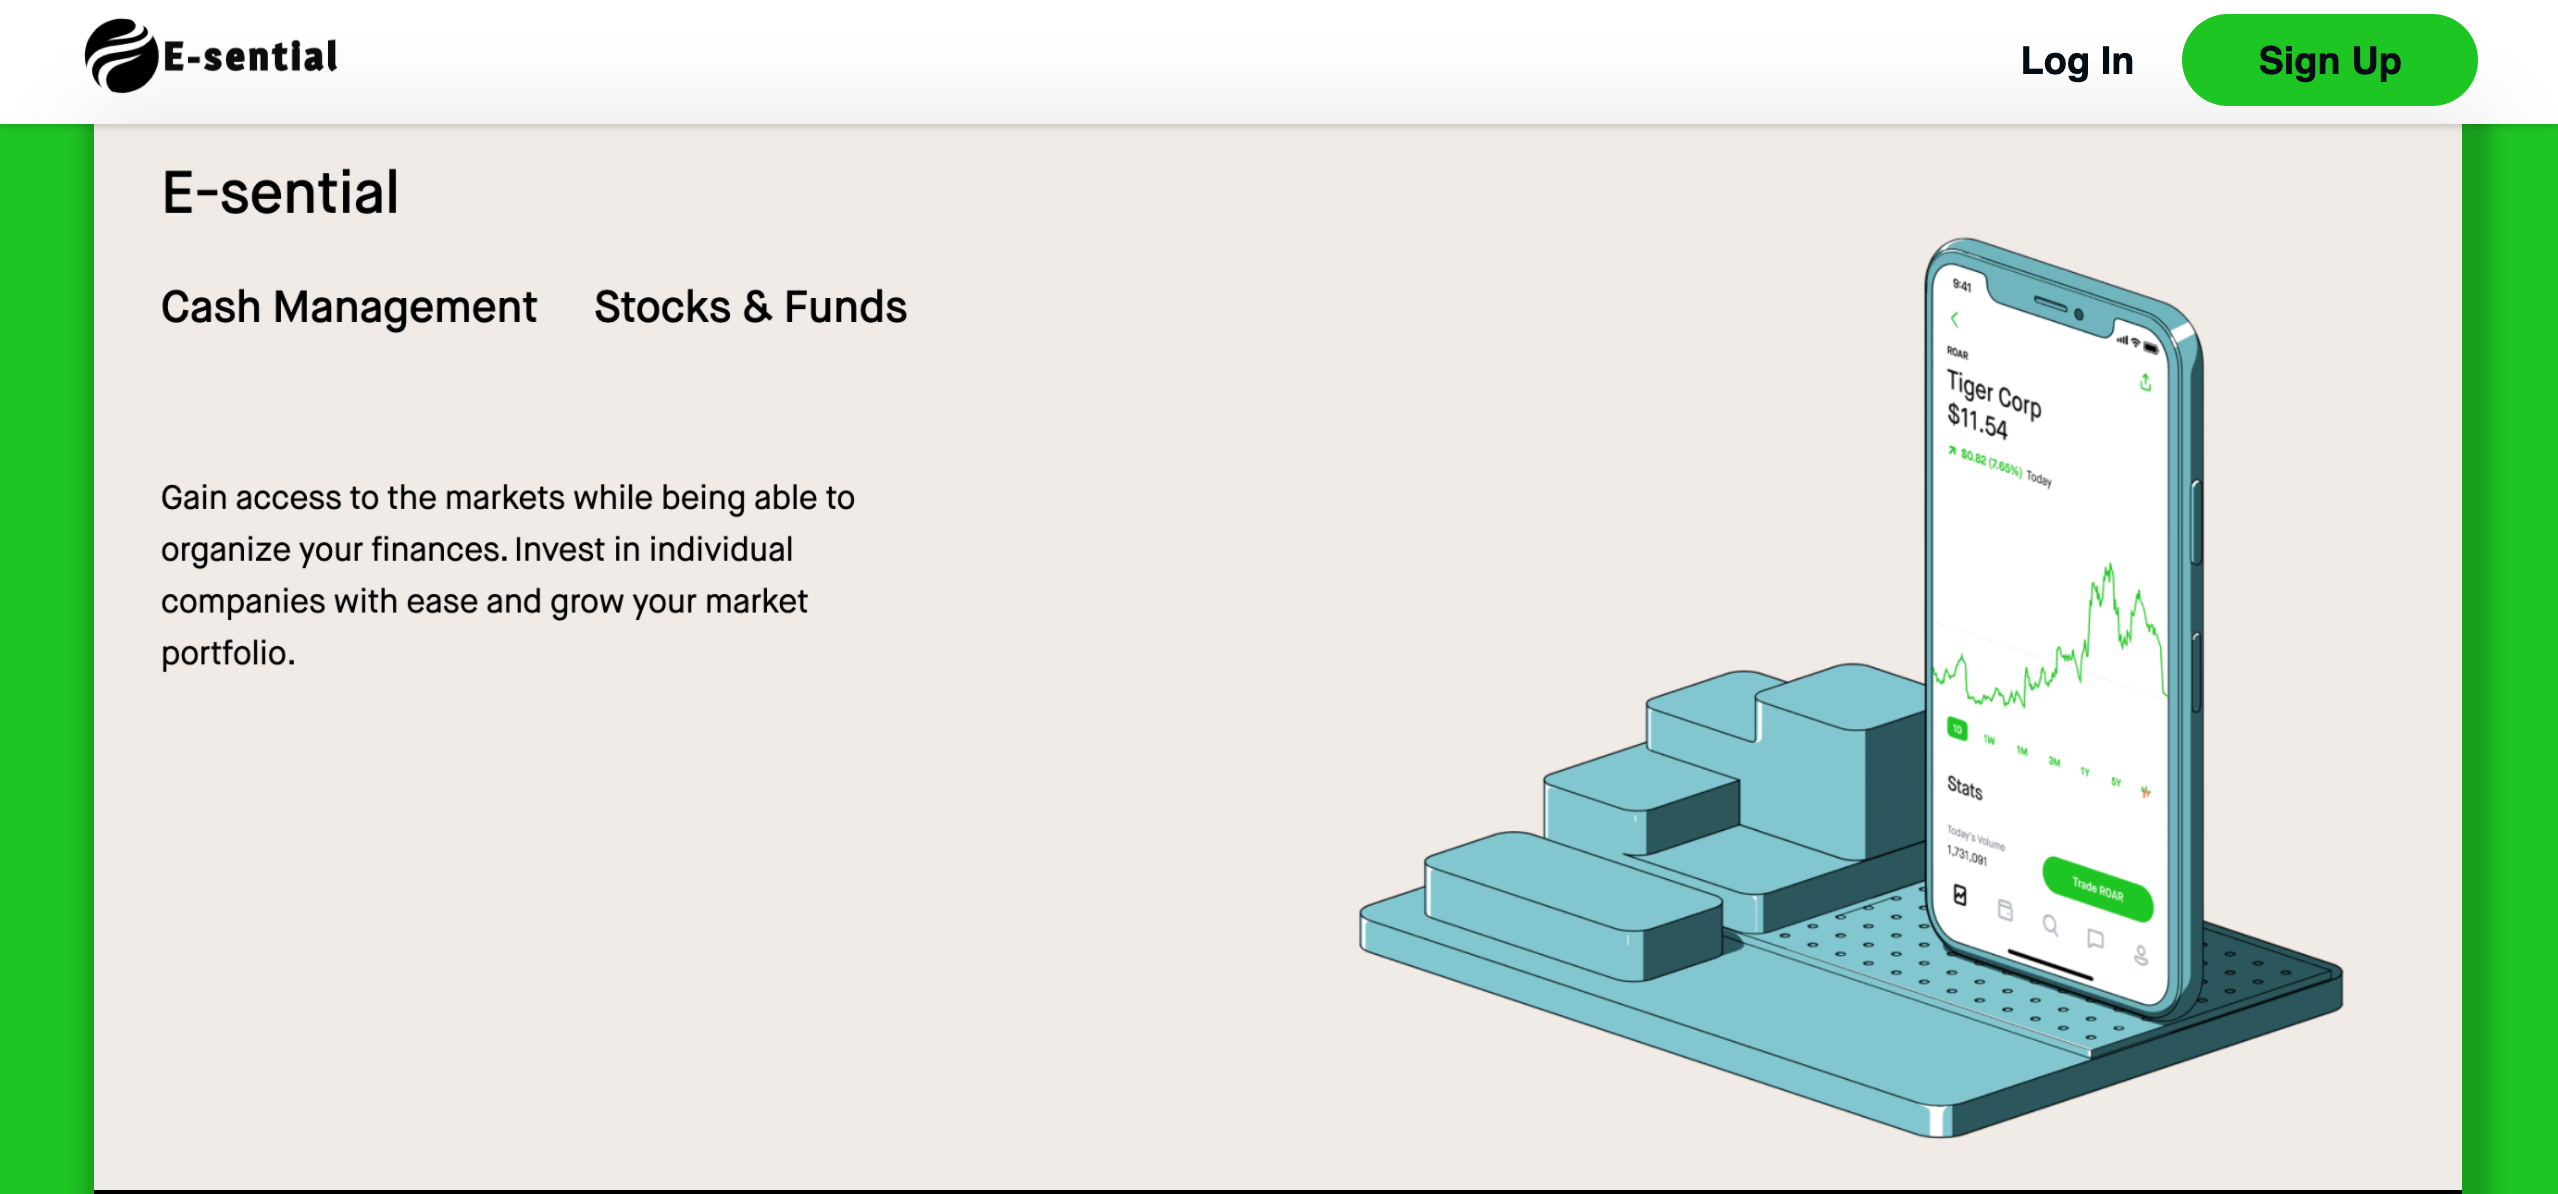 E-sential
Log In
Sign Up
E-sential
Cash Management
Stocks & Funds
Gain access to the markets while being able to
organize your finances. Invest in individual
companies with ease and grow your market
portfolio.
9:41
ROAR
Tiger Corp
$11.54
$0.82 (7.65%) Today
1D 1W 1M 3M 1Y 5Y
Stats
Today's Volume
1,731,091
Trade ROAR